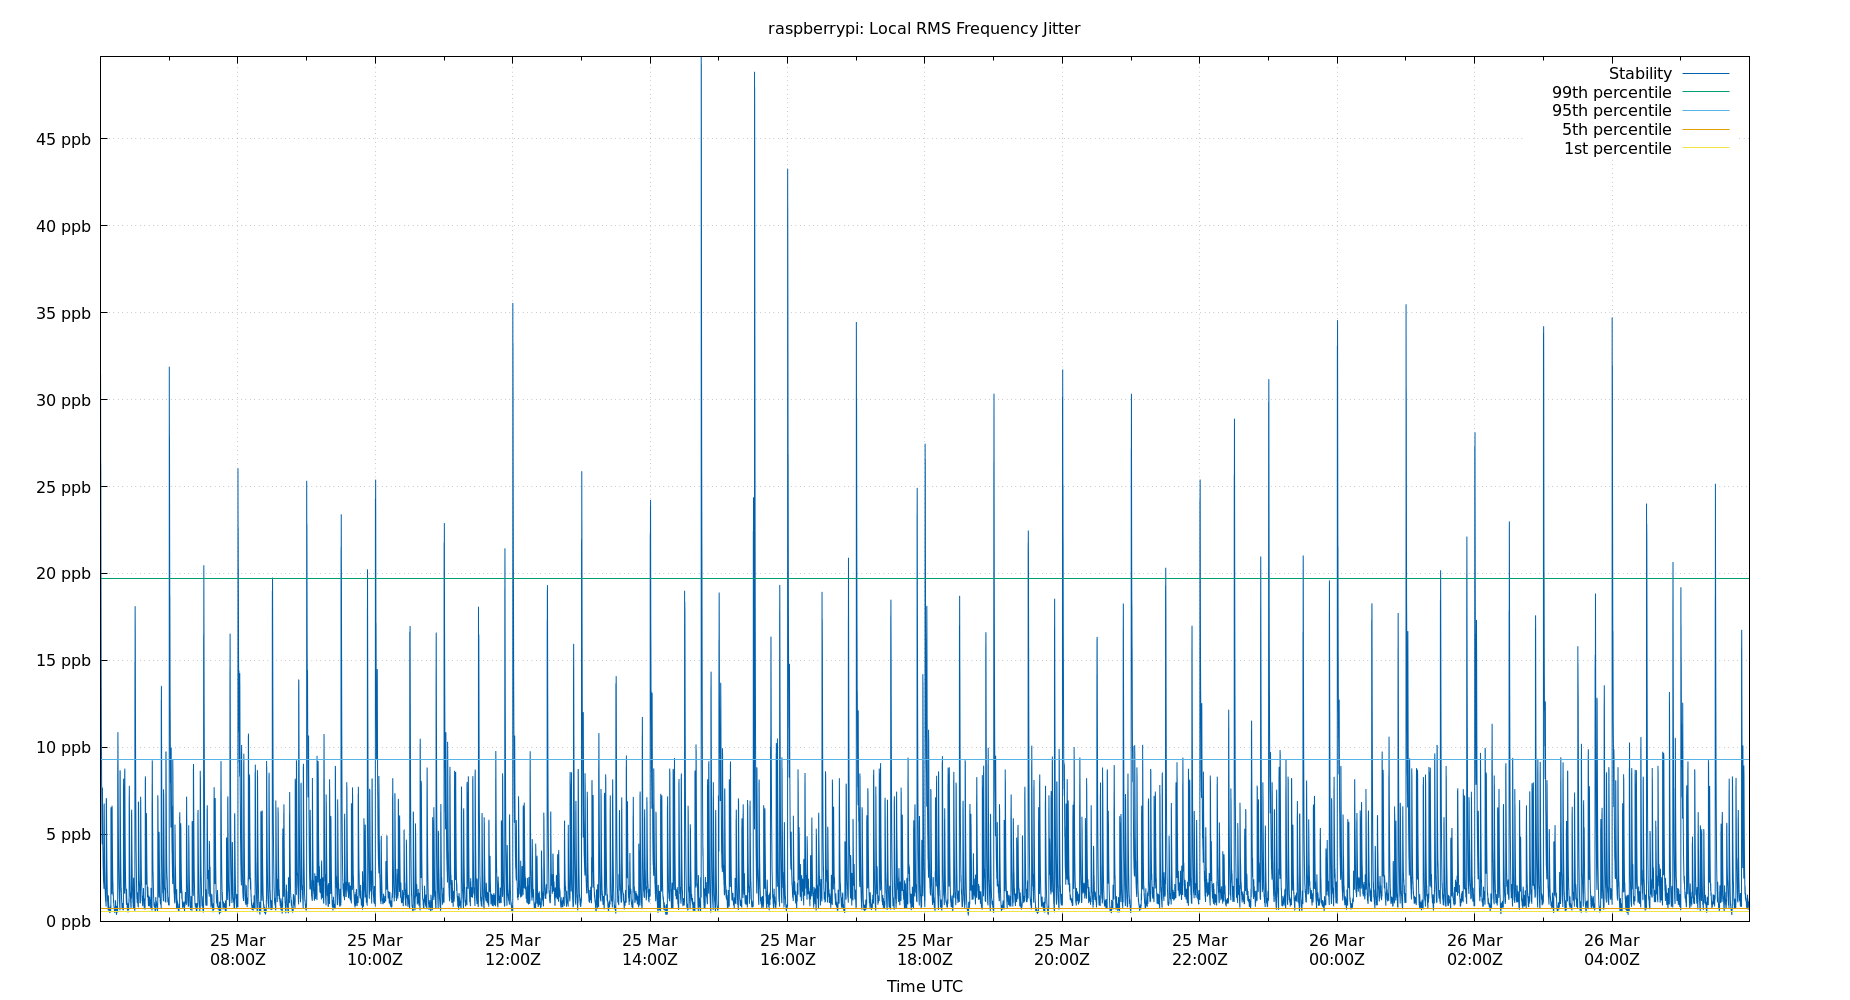 raspberrypi: Local RMS Frequency Jitter
Stability
99th percentile
95th percentile
5th percentile
1st percentile
45 ppb
40 ppb
35 ppb
30 ppb
25 ppb
20 ppb
15 ppb
10 ppb
5 ppb
0 ppb
25 Mar 25 Mar 25 Mar 25 Mar 25 Mar 25 Mar 25 Mar 25 Mar 26 Mar 26 Mar 26 Mar
08:00Z 10:00Z 12:00Z 14:00Z 16:00Z 18:00Z 20:00Z 22:00Z 00:00Z 02:00Z 04:00Z
Time UTC